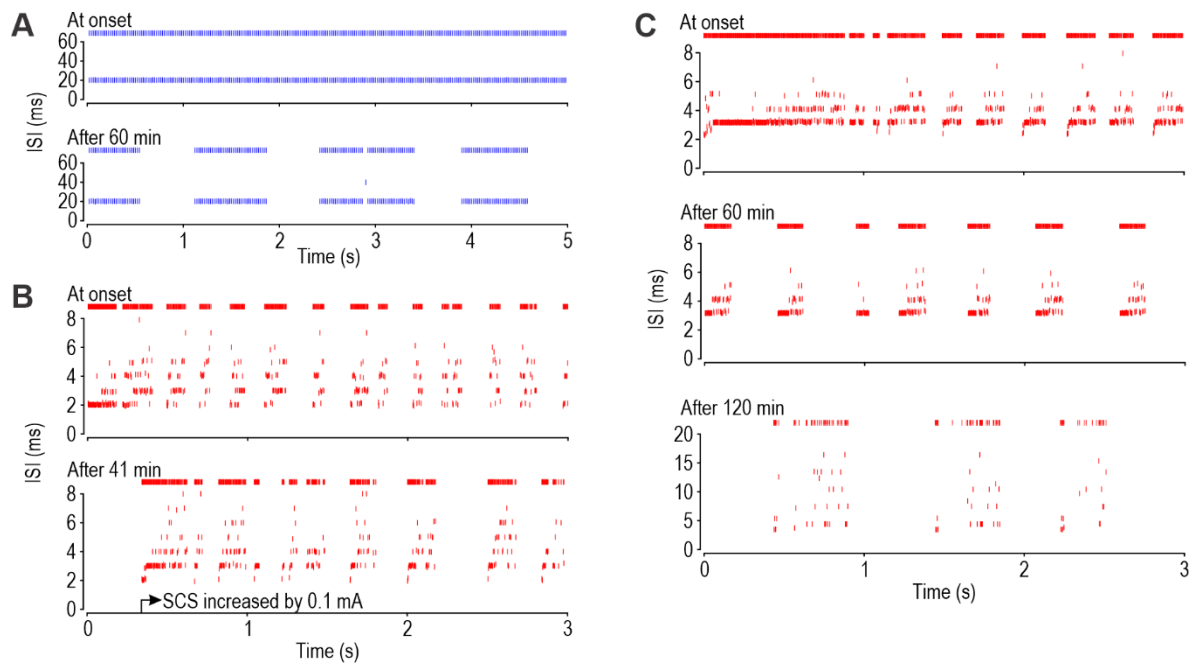 A
At onset
60
40
20
0
After 60 min
60
40
20
0
ISI (ms)
0 1 2 3 4 5
Time (s)
B
At onset
8
6
4
2
0
After 41 min
8
6
4
2
0
ISI (ms)
SCS increased by 0.1 mA
0 1 2 3
Time (s)
C
At onset
8
6
4
2
0
After 60 min
8
6
4
2
0
ISI (ms)
After 120 min
20
15
10
5
0
0 1 2 3
Time (s)